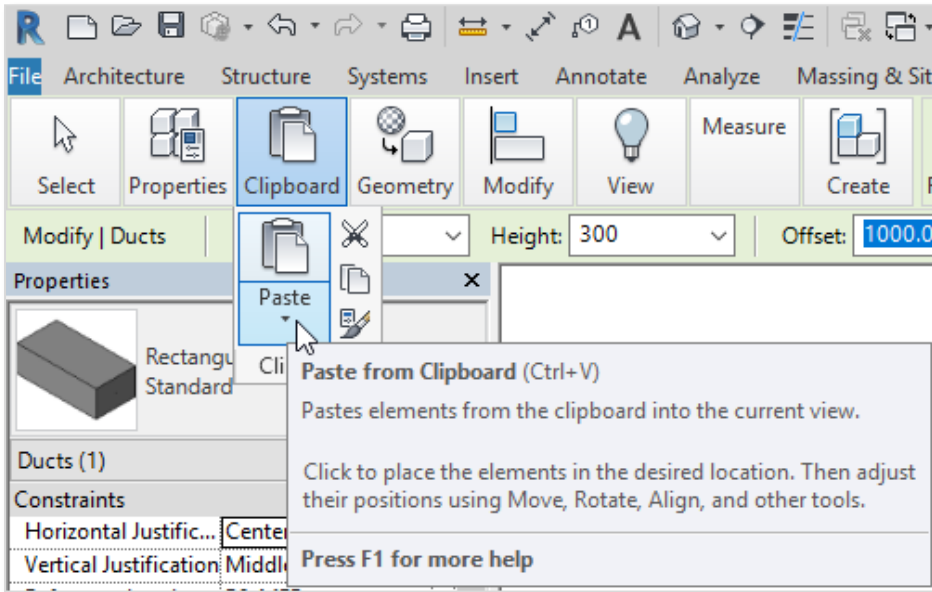 File Architecture Structure Systems Insert Annotate Analyze Massing & Sit
Measure
Select Properties Clipboard Geometry Modify View Create
Modify | Ducts Height: 300 Offset: 1000.0
Properties
Paste
Rectangu
Standard
Cli
Paste from Clipboard (Ctrl+V)
Pastes elements from the clipboard into the current view.
Click to place the elements in the desired location. Then adjust
their positions using Move, Rotate, Align, and other tools.
Press F1 for more help
Ducts (1)
Constraints
Horizontal Justific... Center
Vertical Justification Middl